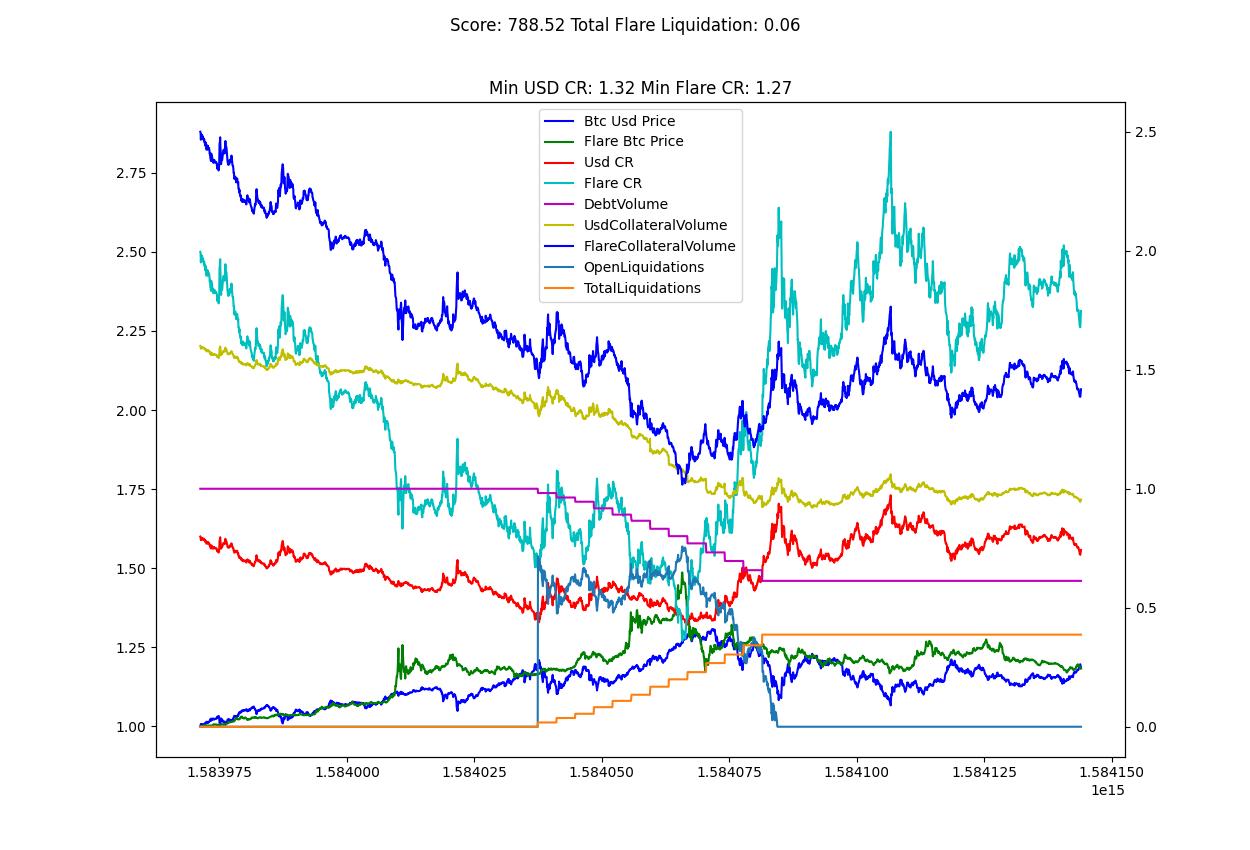 Score: 788.52 Total Flare Liquidation: 0.06
Min USD CR: 1.32 Min Flare CR: 1.27
Btc Usd Price
Flare Btc Price
Usd CR
Flare CR
DebtVolume
UsdCollateralVolume
FlareCollateralVolume
OpenLiquidations
TotalLiquidations
2.75
2.50
2.25
2.00
1.75
1.50
1.25
1.00
2.5
2.0
1.5
1.0
0.5
0.0
1.583975 1.584000 1.584025 1.584050 1.584075 1.584100 1.584125 1.584150
1e15